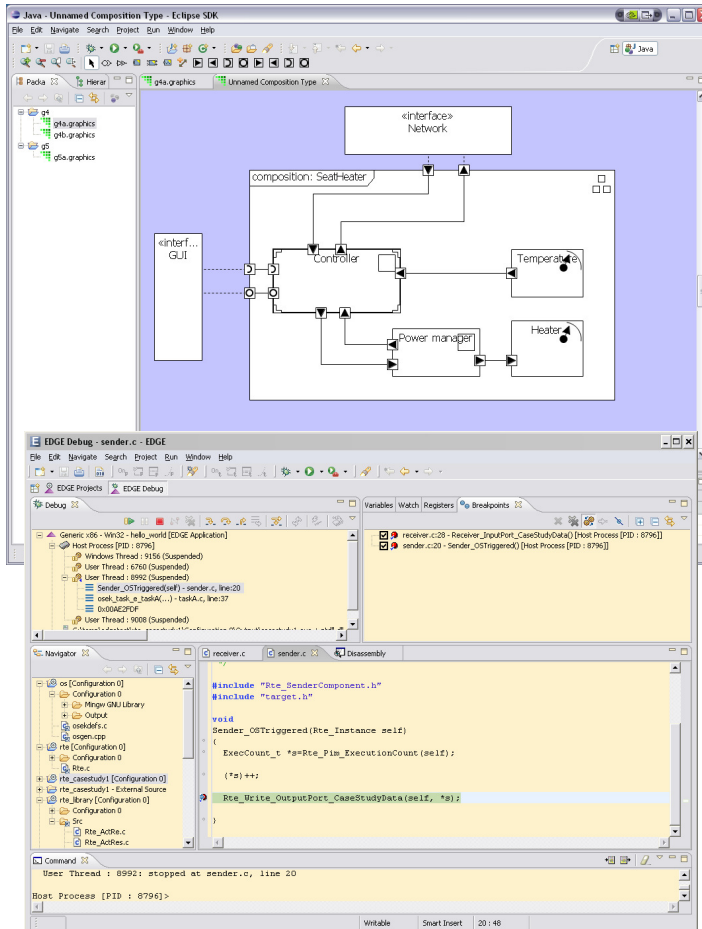 Java - Unnamed Composition Type - Eclipse SDK
File Edit Navigate Search Project Run Window Help
Java
Packa
Hierar
g4a.graphics
Unnamed Composition Type
g4
g4a.graphics
g4b.graphics
g5
g5a.graphics
«interface»
Network
composition: SeatHeater
«interf...
GUI
Controller
Temperature
Power manager
Heater
EDGE Debug - sender.c - EDGE
File Edit Navigate Search Project Run Window Help
EDGE Projects
EDGE Debug
Debug
Generic x86 - Win32 - hello_world [EDGE Application]
Host Process [PID : 8796]
Windows Thread : 9156 (Suspended)
User Thread : 6760 (Suspended)
User Thread : 8992 (Suspended)
Sender_OSTriggered(self) - sender.c, line:20
osek_task_e_taskA(...) - taskA.c, line:37
0x00AE2FDF
User Thread : 9008 (Suspended)
Variables Watch Registers Breakpoints
receiver.c:28 - Receiver_InputPort_CaseStudyData() [Host Process [PID : 8796]]
sender.c:20 - Sender_OSTriggered() [Host Process [PID : 8796]]
Navigator
os [Configuration 0]
Configuration 0
Mingw GNU Library
Output
osekdefs.c
osgen.cpp
rte [Configuration 0]
Configuration 0
Rte.c
rte_casestudy1 [Configuration 0]
rte_casestudy1 - External Source
rte_library [Configuration 0]
Configuration 0
Src
Rte_ActRe.c
Rte_ActRes.c
receiver.c
sender.c
Disassembly
*/
#include "Rte_SenderComponent.h"
#include "target.h"
void
Sender_OSTriggered(Rte_Instance self)
{
ExecCount_t *s=Rte_Pim_ExecutionCount(self);
(*s)++;
Rte_Write_OutputPort_CaseStudyData(self, *s);
}
Command
User Thread : 8992: stopped at sender.c, line 20
Host Process [PID : 8796]>
Writable
Smart Insert
20 : 48